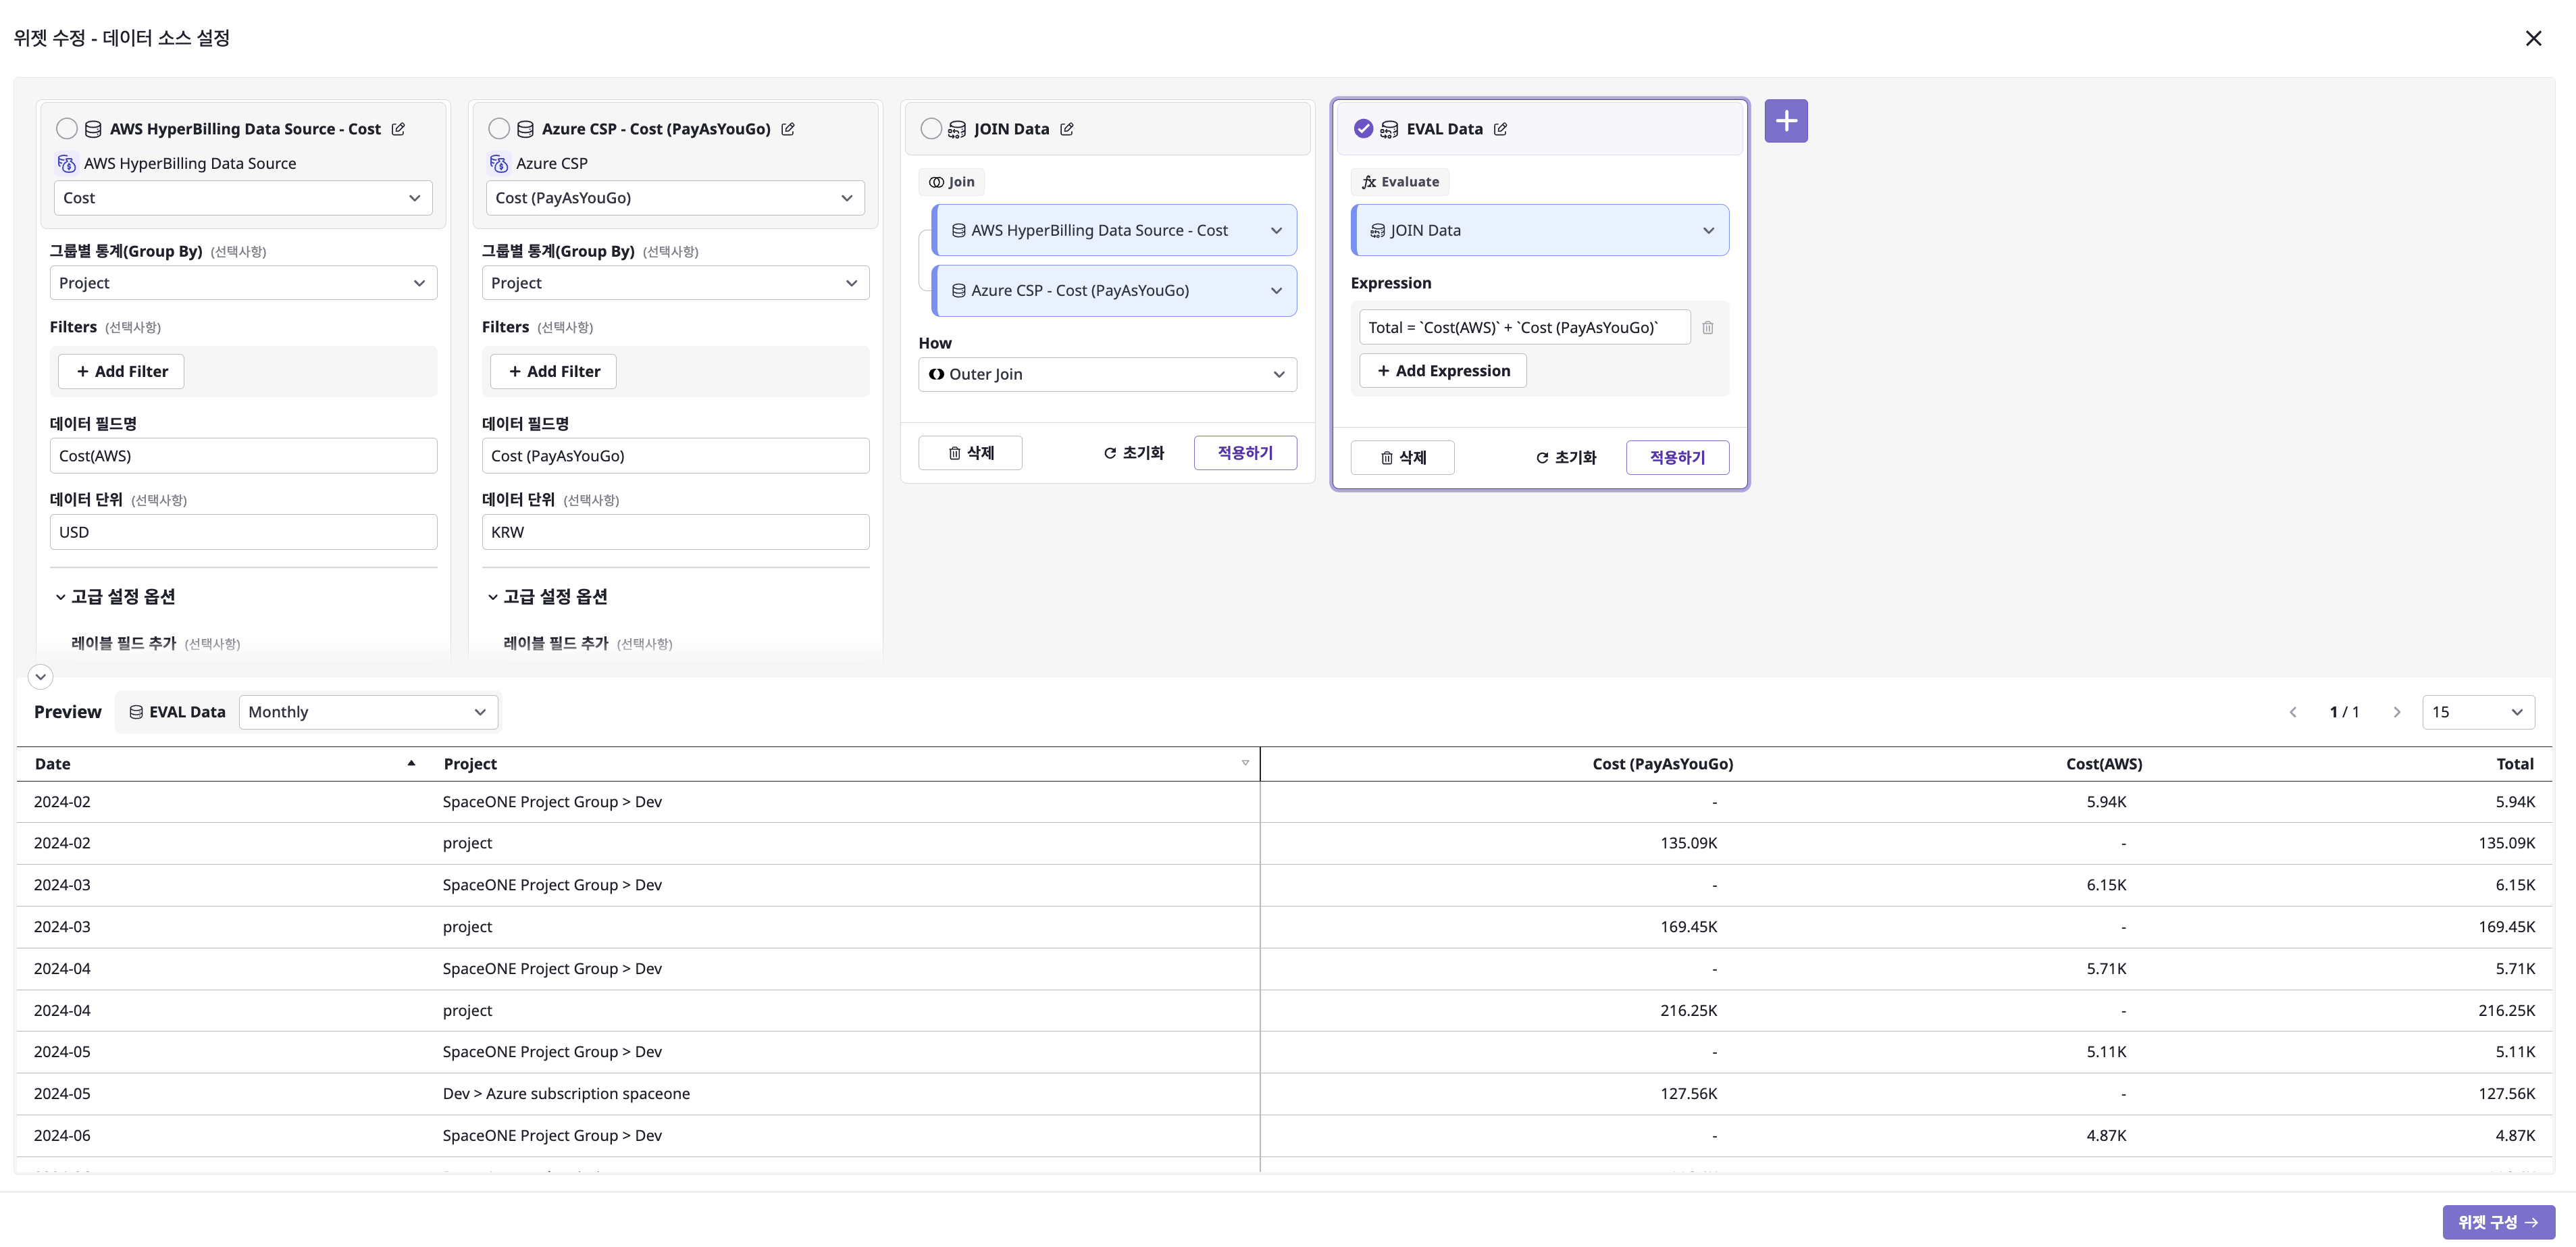 위젯 수정 - 데이터 소스 설정
AWS HyperBilling Data Source - Cost
AWS HyperBilling Data Source
Cost
그룹별 통계(Group By) (선택사항)
Project
Filters (선택사항)
+ Add Filter
데이터 필드명
Cost(AWS)
데이터 단위 (선택사항)
USD
고급 설정 옵션
레이블 필드 추가 (선택사항)
Azure CSP - Cost (PayAsYouGo)
Azure CSP
Cost (PayAsYouGo)
그룹별 통계(Group By) (선택사항)
Project
Filters (선택사항)
+ Add Filter
데이터 필드명
Cost (PayAsYouGo)
데이터 단위 (선택사항)
KRW
고급 설정 옵션
레이블 필드 추가 (선택사항)
JOIN Data
Join
AWS HyperBilling Data Source - Cost
Azure CSP - Cost (PayAsYouGo)
How
Outer Join
삭제 초기화 적용하기
EVAL Data
fx Evaluate
JOIN Data
Expression
Total = `Cost(AWS)` + `Cost (PayAsYouGo)`
+ Add Expression
삭제 초기화 적용하기
Preview EVAL Data Monthly 1 / 1 15
Date Project Cost (PayAsYouGo) Cost(AWS) Total
2024-02 SpaceONE Project Group > Dev - 5.94K 5.94K
2024-02 project 135.09K - 135.09K
2024-03 SpaceONE Project Group > Dev - 6.15K 6.15K
2024-03 project 169.45K - 169.45K
2024-04 SpaceONE Project Group > Dev - 5.71K 5.71K
2024-04 project 216.25K - 216.25K
2024-05 SpaceONE Project Group > Dev - 5.11K 5.11K
2024-05 Dev > Azure subscription spaceone 127.56K - 127.56K
2024-06 SpaceONE Project Group > Dev - 4.87K 4.87K
위젯 구성 →